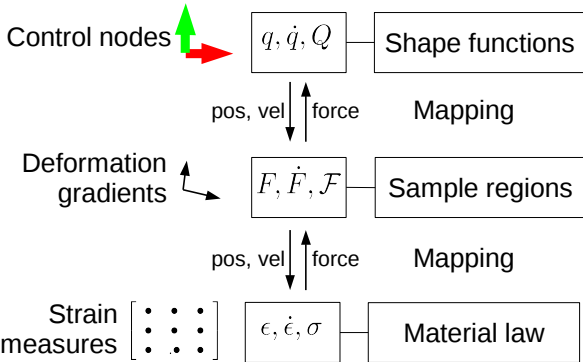 Control nodes
q, q̇, Q
Shape functions
pos, vel
force
Mapping
Deformation
gradients
F, Ḟ, ℱ
Sample regions
pos, vel
force
Mapping
Strain
measures
ϵ, ϵ̇, σ
Material law